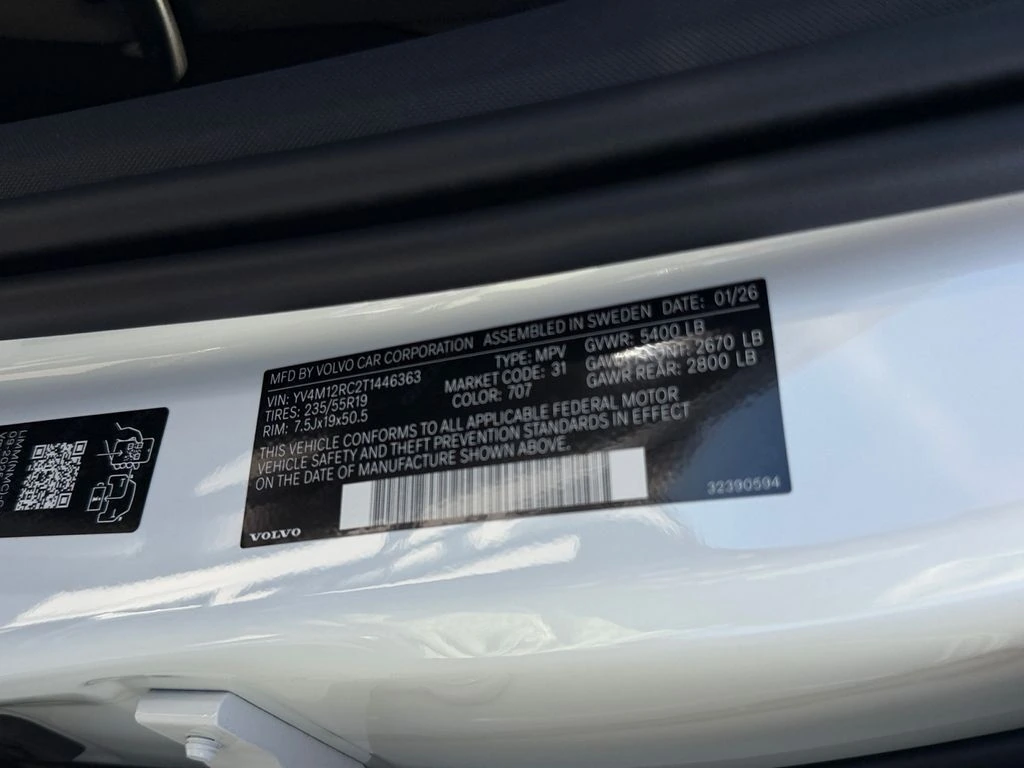 MFD BY VOLVO CAR CORPORATION ASSEMBLED IN SWEDEN DATE: 01/26
VIN: YV4M12RC2T1446363 TYPE: MPV GVWR: 5400 LB
TIRES: 235/55R19 MARKET CODE: 31 GAWR FRONT: 2670 LB
RIM: 7.5Jx19x50.5 COLOR: 707 GAWR REAR: 2800 LB
THIS VEHICLE CONFORMS TO ALL APPLICABLE FEDERAL MOTOR
VEHICLE SAFETY AND THEFT PREVENTION STANDARDS IN EFFECT
ON THE DATE OF MANUFACTURE SHOWN ABOVE.
VOLVO
32390594